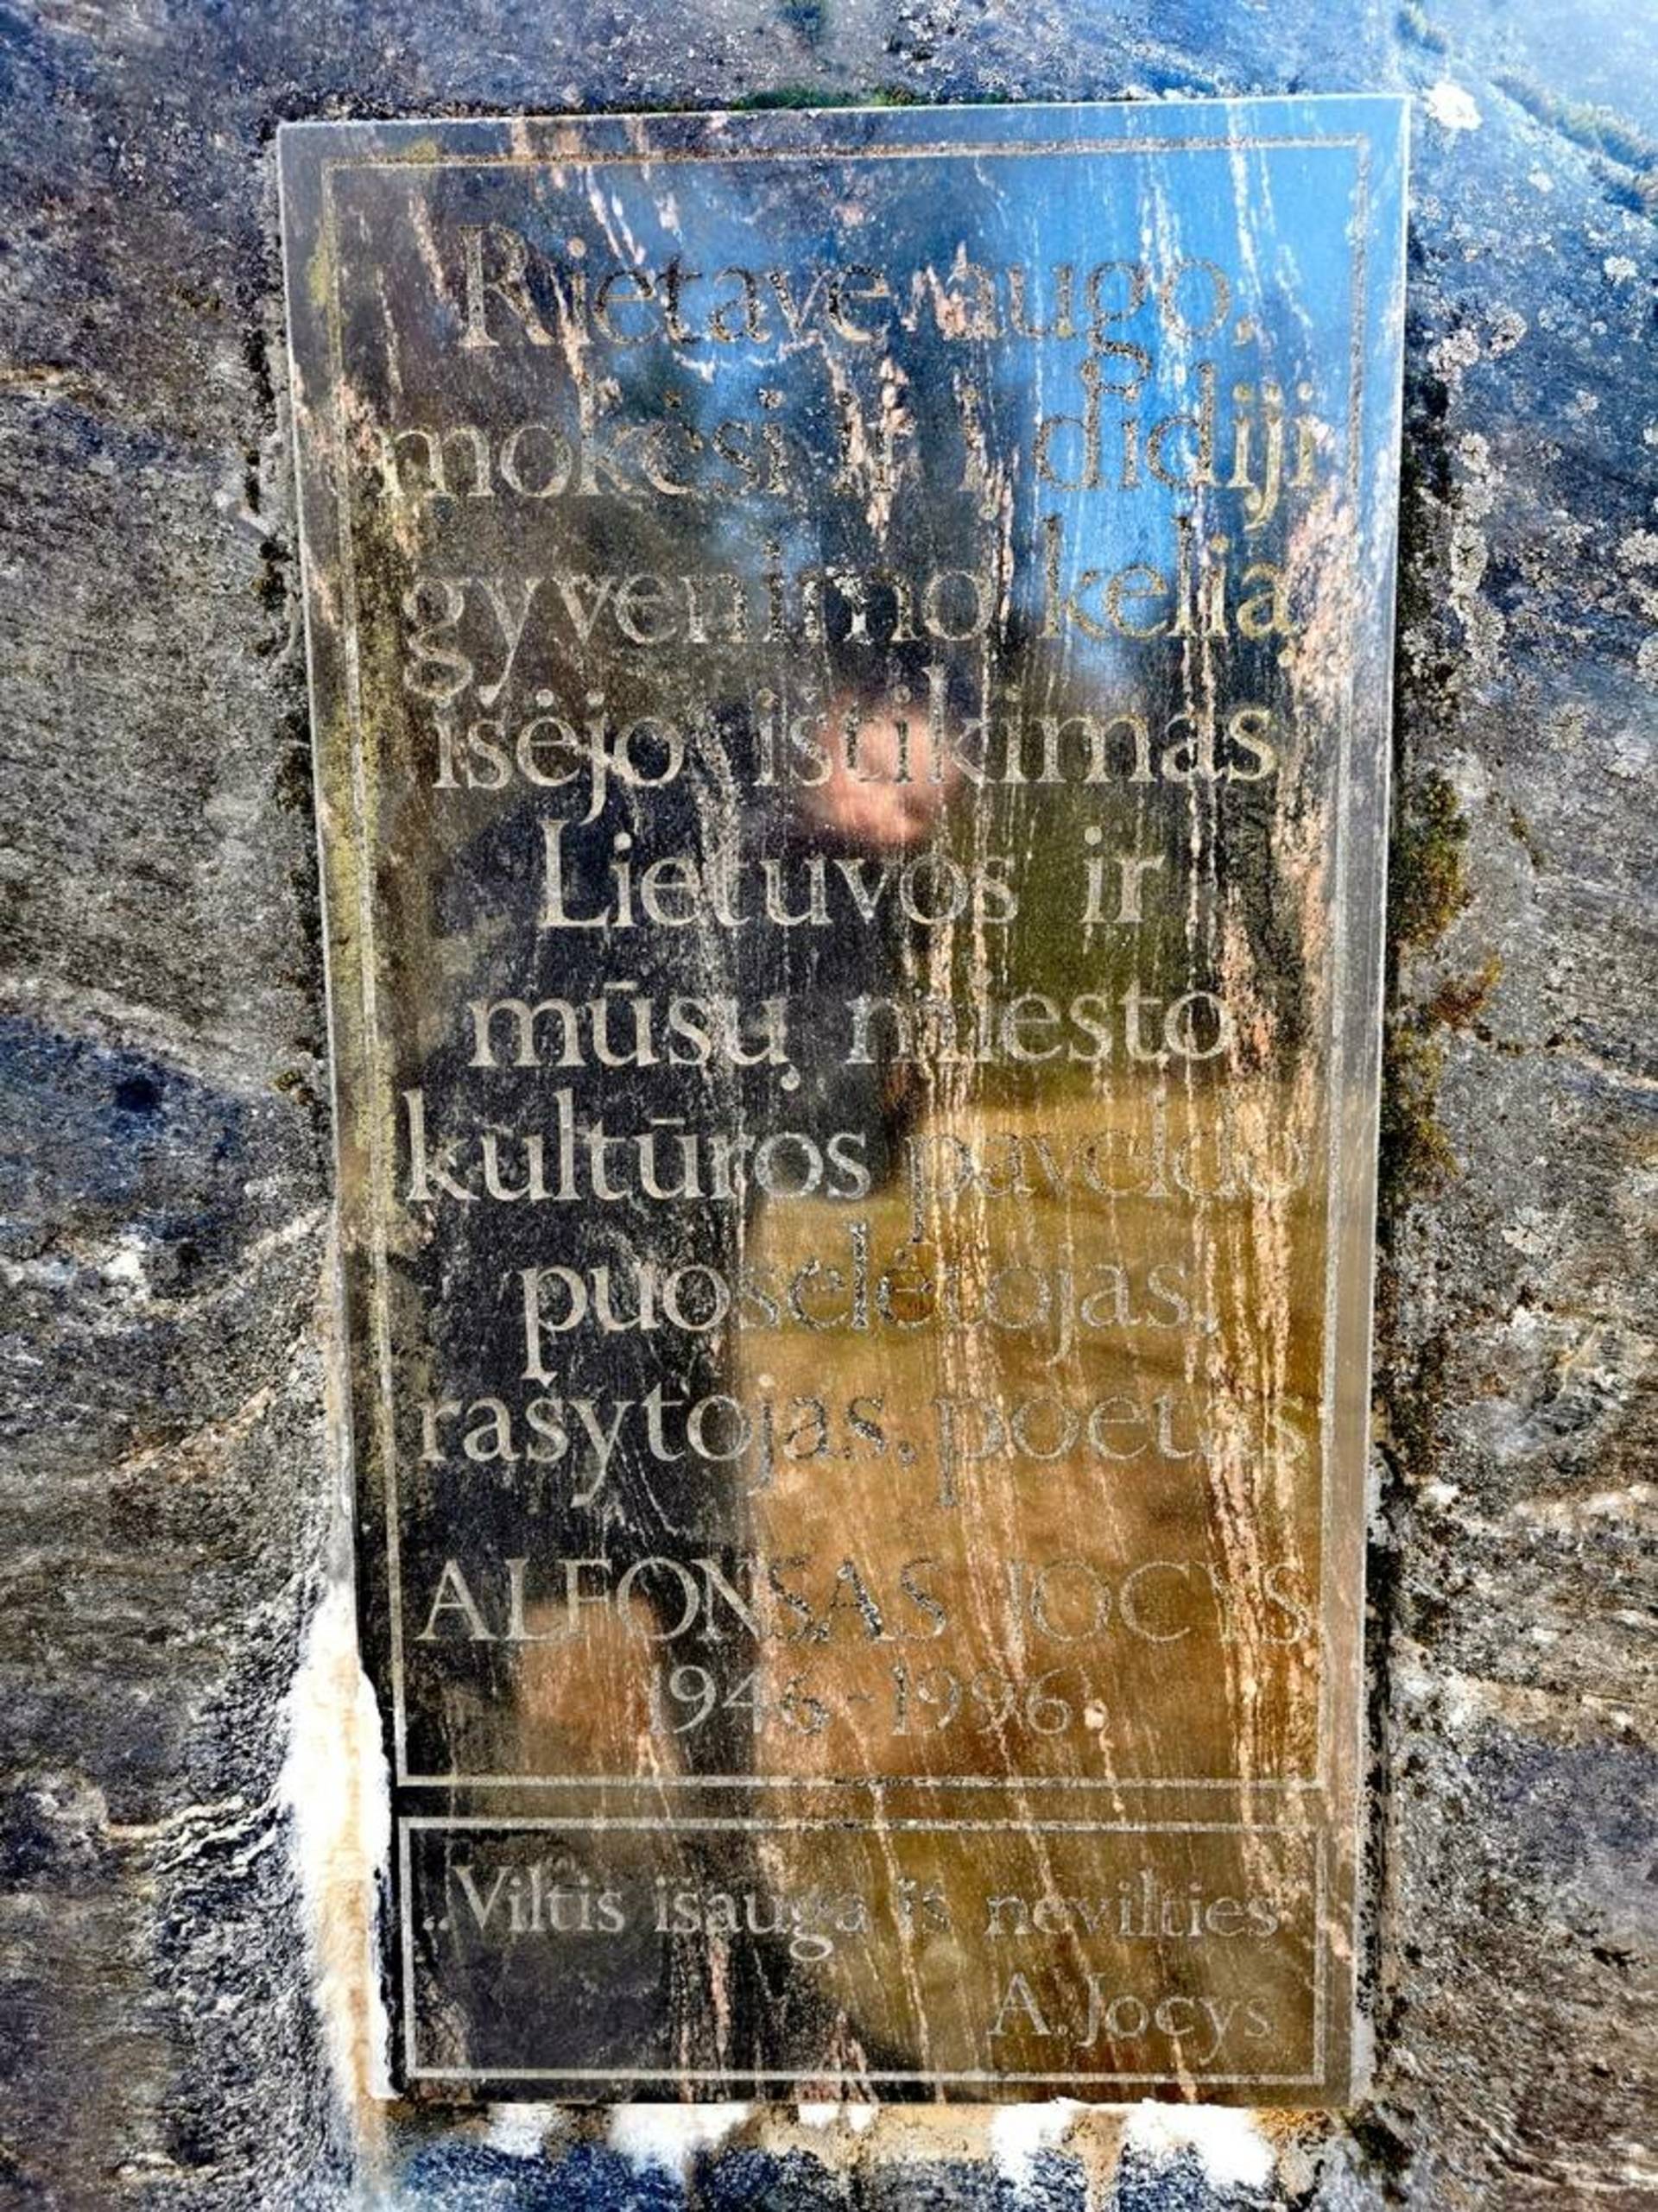 Rietave augo,
mokėsi ir į didįjį
gyvenimo kelią
išėjo ištikimas
Lietuvos ir
mūsų miesto
kultūros paveldo
puoselėtojas,
rašytojas, poetas
ALFONSAS JOCYS
1946-1996
„Viltis išauga iš nevilties
A. Jocys